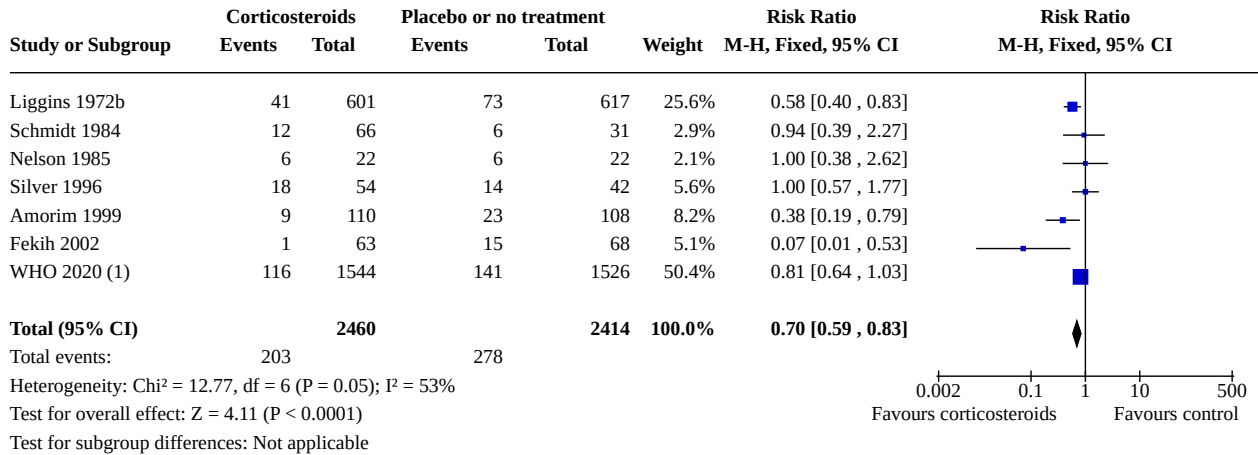 Corticosteroids Placebo or no treatment Risk Ratio Risk Ratio
Study or Subgroup Events Total Events Total Weight M-H, Fixed, 95% CI M-H, Fixed, 95% CI
Liggins 1972b 41 601 73 617 25.6% 0.58 [0.40 , 0.83]
Schmidt 1984 12 66 6 31 2.9% 0.94 [0.39 , 2.27]
Nelson 1985 6 22 6 22 2.1% 1.00 [0.38 , 2.62]
Silver 1996 18 54 14 42 5.6% 1.00 [0.57 , 1.77]
Amorim 1999 9 110 23 108 8.2% 0.38 [0.19 , 0.79]
Fekih 2002 1 63 15 68 5.1% 0.07 [0.01 , 0.53]
WHO 2020 (1) 116 1544 141 1526 50.4% 0.81 [0.64 , 1.03]
Total (95% CI) 2460 2414 100.0% 0.70 [0.59 , 0.83]
Total events: 203 278
Heterogeneity: Chi² = 12.77, df = 6 (P = 0.05); I² = 53% 0.002 0.1 1 10 500
Test for overall effect: Z = 4.11 (P < 0.0001) Favours corticosteroids Favours control
Test for subgroup differences: Not applicable